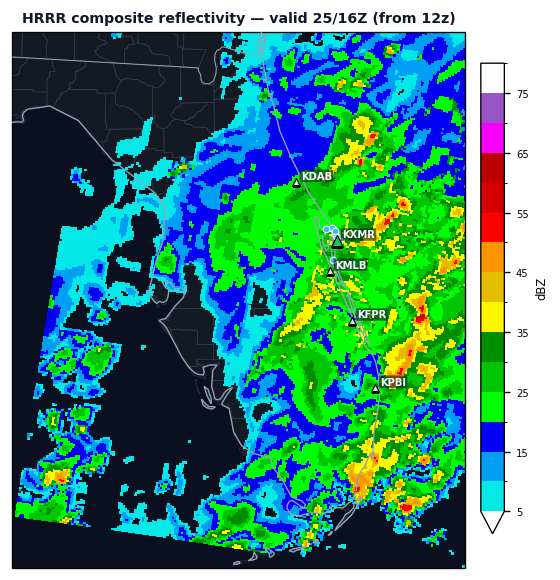 HRRR composite reflectivity — valid 25/16Z (from 12z)
75
65
55
45
35
25
15
5
dBZ
KDAB
KXMR
KMLB
KFPR
KPBI